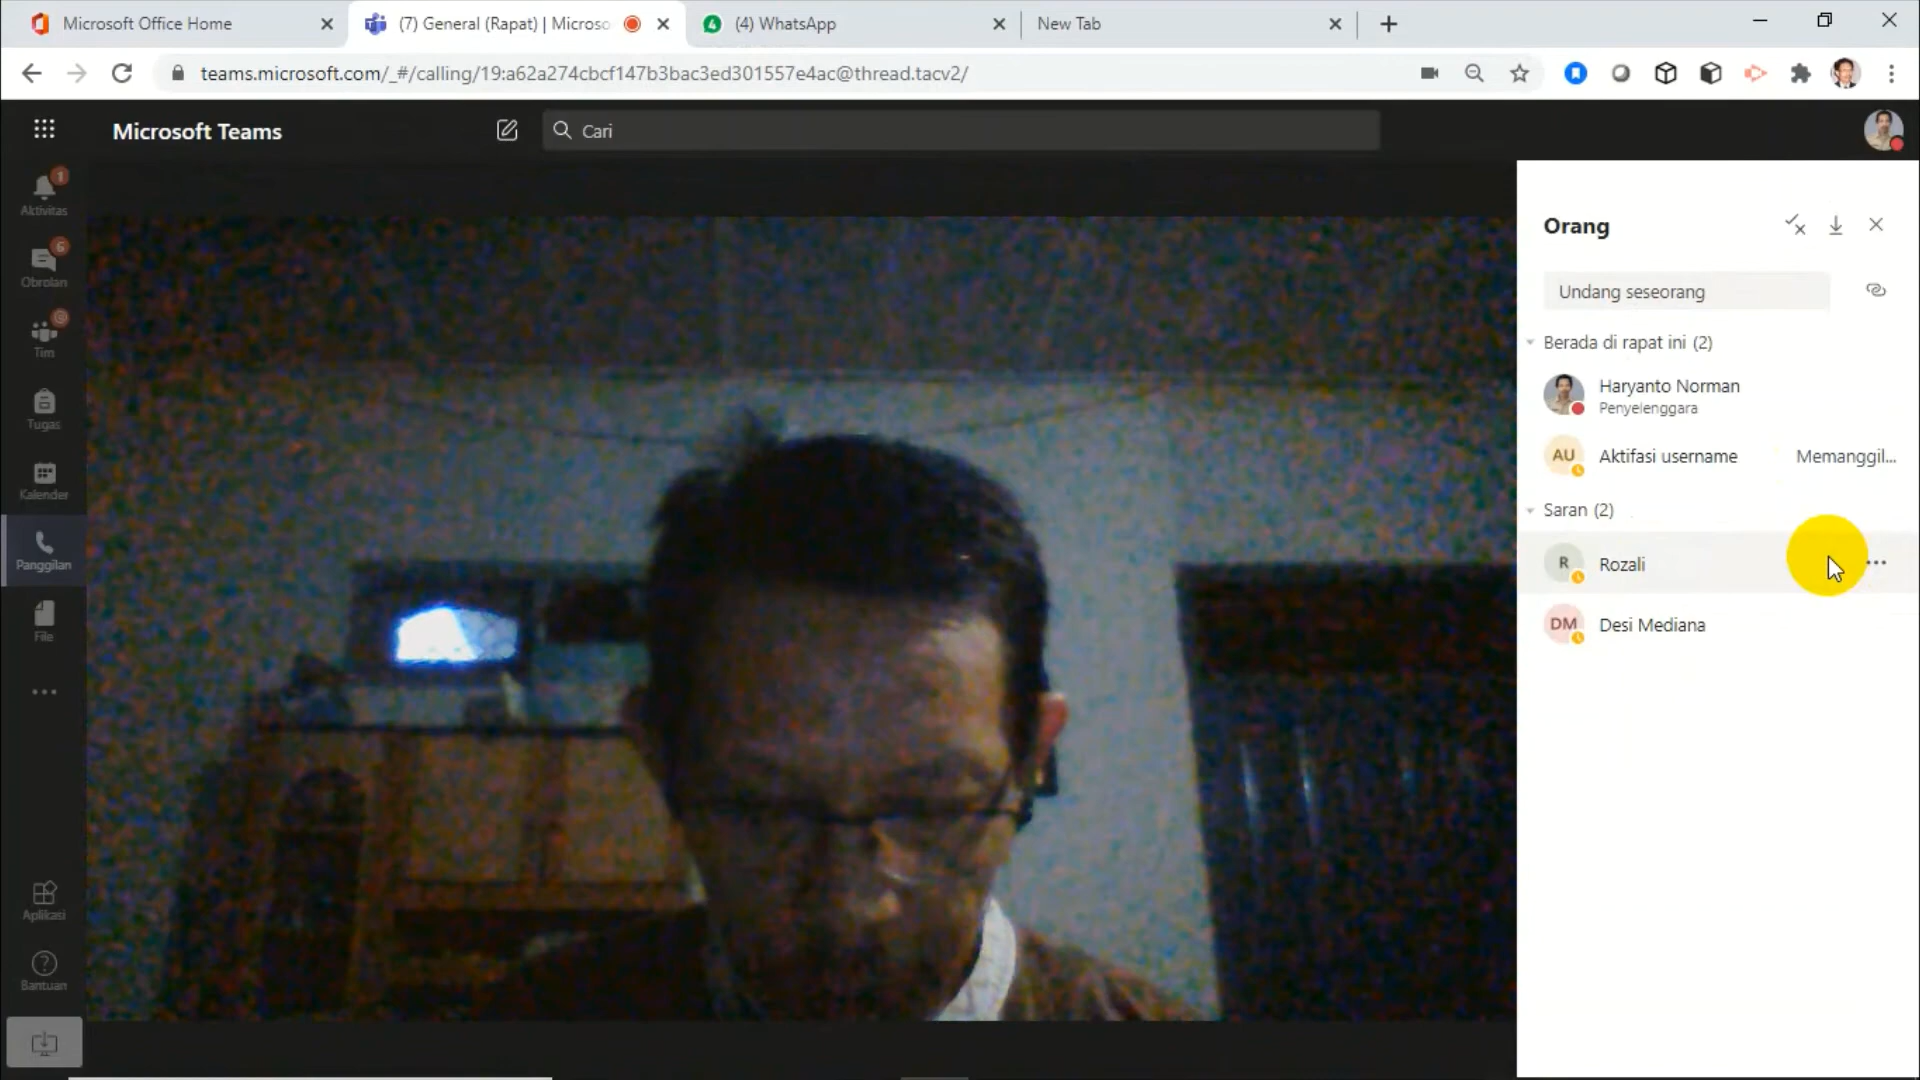 Microsoft Office Home
(7) General (Rapat) | Microso
(4) WhatsApp
New Tab
teams.microsoft.com/_#/calling/19:a62a274cbcf147b3bac3ed301557e4ac@thread.tacv2/
Microsoft Teams
Cari
1
Aktivitas
6
Obrolan
Tim
Tugas
Kalender
Panggilan
File
Aplikasi
Bantuan
Orang
Undang seseorang
Berada di rapat ini (2)
Haryanto Norman
Penyelenggara
AU
Aktifasi username
Memanggil...
Saran (2)
R
Rozali
DM
Desi Mediana